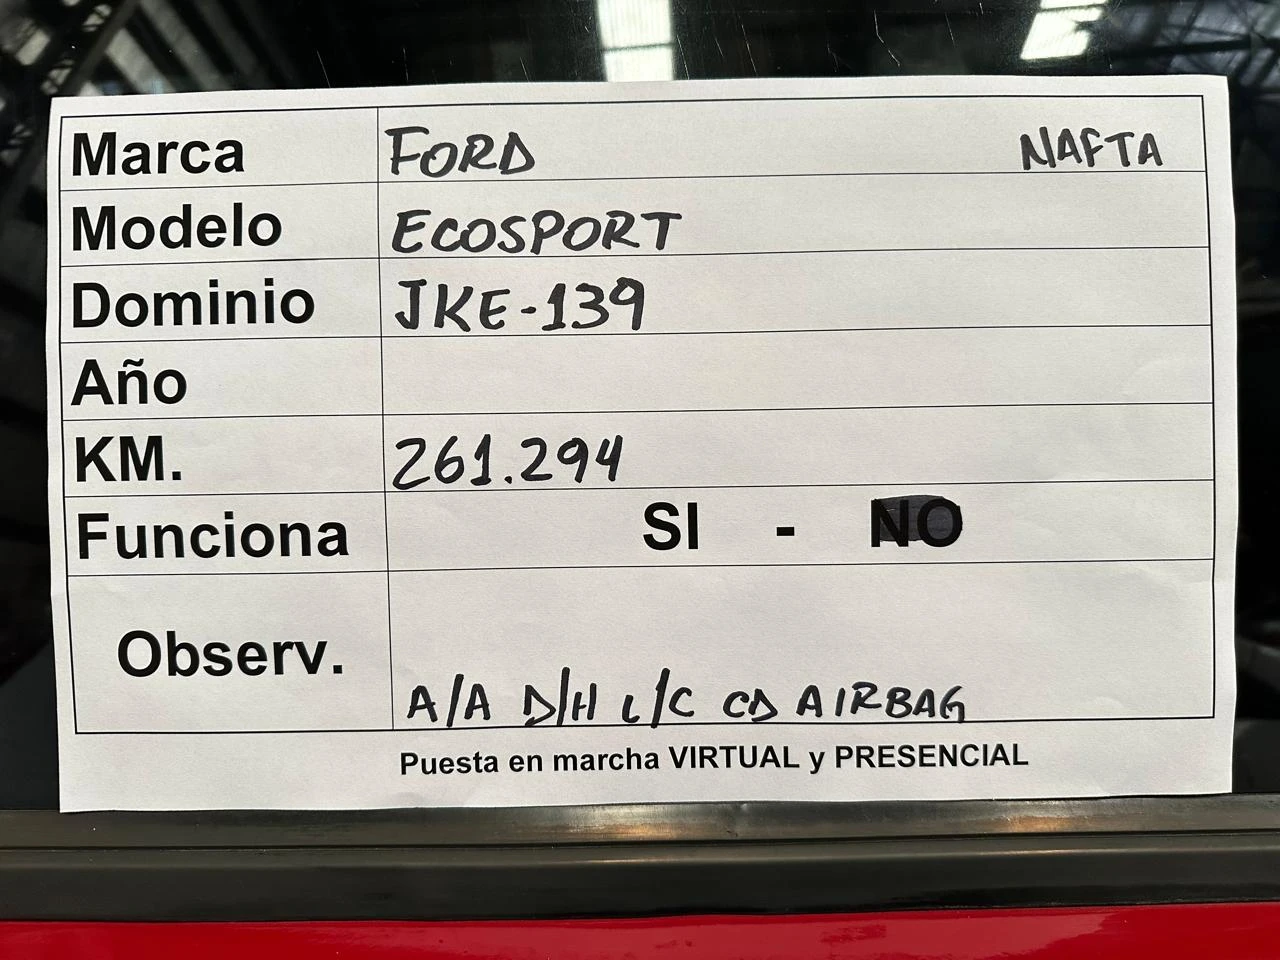 Marca FORD NAFTA
Modelo ECOSPORT
Dominio JKE-139
Año
KM. 261.294
Funciona SI - NO
Observ. A/A D/H L/C CD AIRBAG
Puesta en marcha VIRTUAL y PRESENCIAL